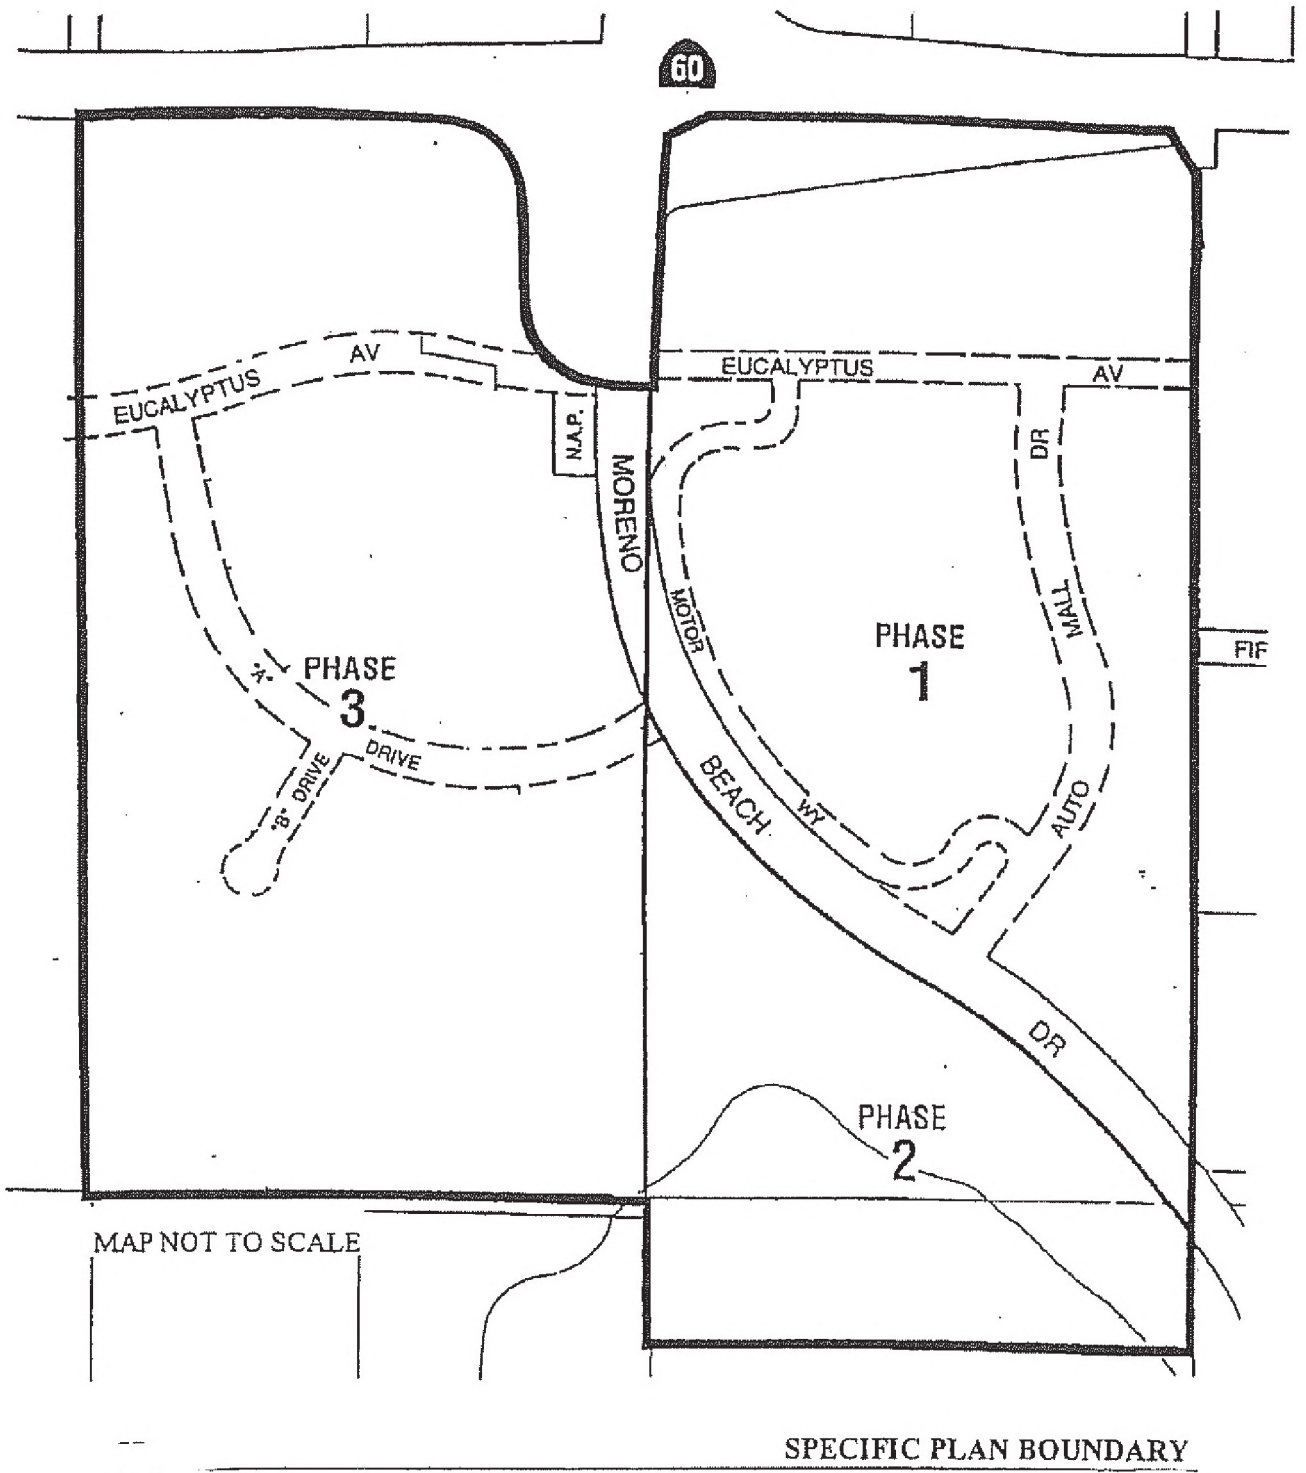 60
EUCALYPTUS AV
EUCALYPTUS AV
N.A.P.
DR
MORENO
MOTOR
MALL
PHASE
1
FIF
PHASE
3
"A"
DRIVE
"B" DRIVE
BEACH
WY
AUTO
DR
PHASE
2
MAP NOT TO SCALE
SPECIFIC PLAN BOUNDARY